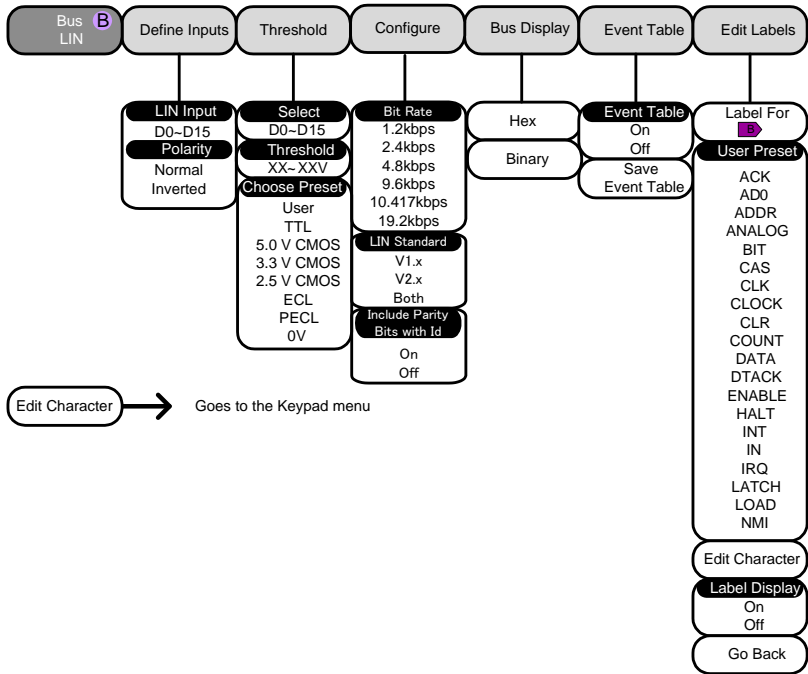 Bus B
LIN
Define Inputs
Threshold
Configure
Bus Display
Event Table
Edit Labels
LIN Input
D0~D15
Polarity
Normal
Inverted
Select
D0~D15
Threshold
XX~XXV
Choose Preset
User
TTL
5.0 V CMOS
3.3 V CMOS
2.5 V CMOS
ECL
PECL
0V
Bit Rate
1.2kbps
2.4kbps
4.8kbps
9.6kbps
10.417kbps
19.2kbps
LIN Standard
V1.x
V2.x
Both
Include Parity
Bits with Id
On
Off
Hex
Binary
Event Table
On
Off
Save
Event Table
Label For
B
User Preset
ACK
AD0
ADDR
ANALOG
BIT
CAS
CLK
CLOCK
CLR
COUNT
DATA
DTACK
ENABLE
HALT
INT
IN
IRQ
LATCH
LOAD
NMI
Edit Character
Label Display
On
Off
Go Back
Edit Character
Goes to the Keypad menu